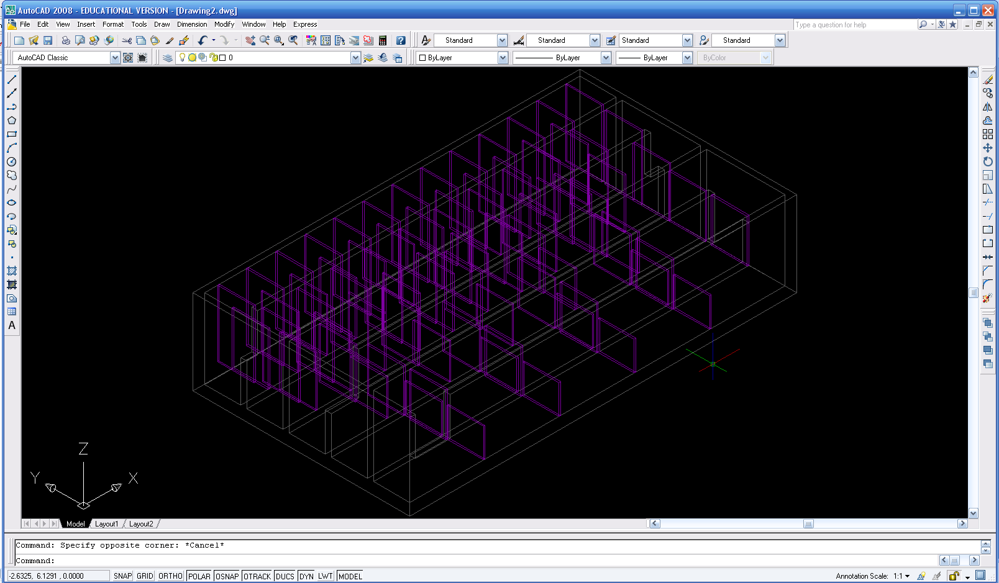 AutoCAD 2008 - EDUCATIONAL VERSION - [Drawing2.dwg]
File Edit View Insert Format Tools Draw Dimension Modify Window Help Express
Type a question for help
Standard Standard Standard Standard
AutoCAD Classic 0 ByLayer ByLayer ByLayer ByColor
Z
Y X
Model Layout1 Layout2
Command: Specify opposite corner: *Cancel*
Command:
-2.6325, 6.1291 , 0.0000 SNAP GRID ORTHO POLAR OSNAP OTRACK DUCS DYN LWT MODEL Annotation Scale: 1:1